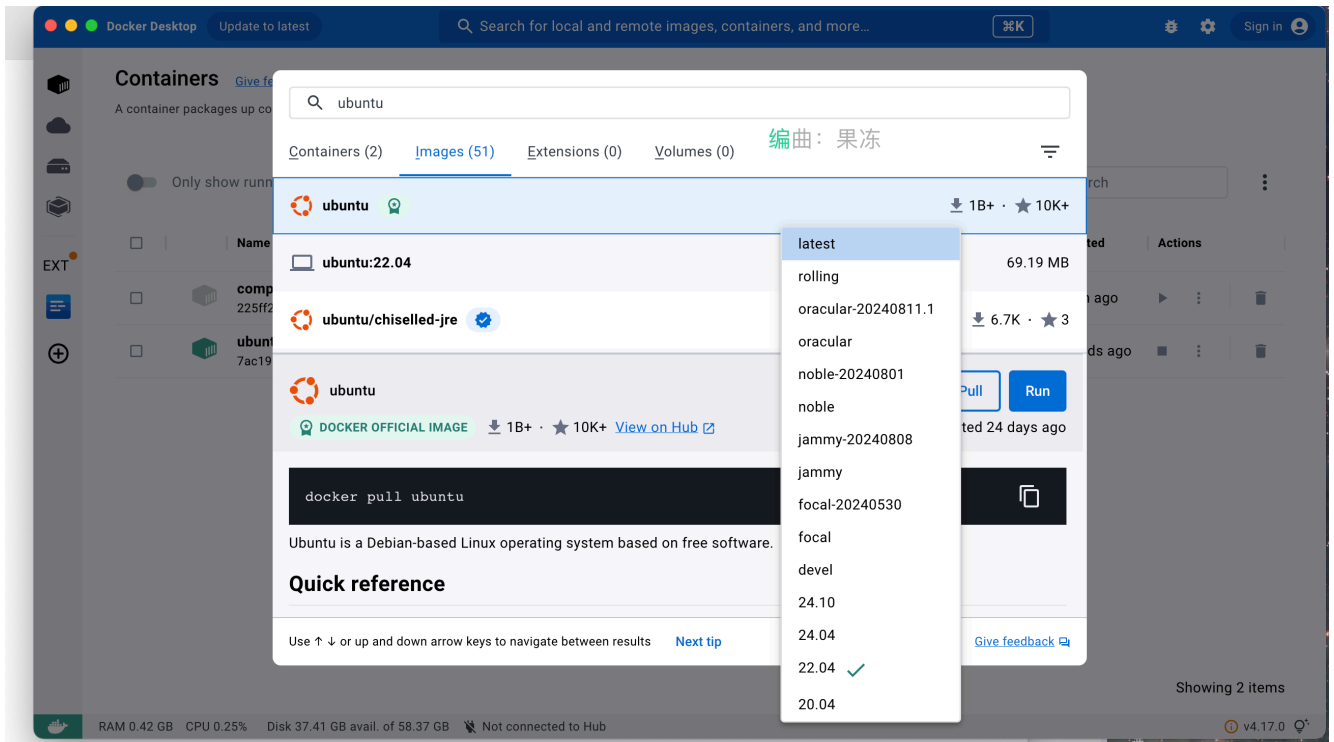 Docker Desktop Update to latest Search for local and remote images, containers, and more... ⌘K Sign in
Containers Give fe
A container packages up co
ubuntu
编曲：果冻
Containers (2) Images (51) Extensions (0) Volumes (0)
Only show runn
rch
ubuntu 1B+ · 10K+
Name
ted Actions
ubuntu:22.04 69.19 MB
EXT
comp
225ff2
n ago
ubuntu/chiselled-jre 6.7K · 3
ubunt
7ac19
ds ago
latest
rolling
oracular-20240811.1
oracular
noble-20240801
noble
jammy-20240808
jammy
focal-20240530
focal
devel
24.10
24.04
22.04
20.04
ubuntu
Pull Run
DOCKER OFFICIAL IMAGE 1B+ · 10K+ View on Hub
ted 24 days ago
docker pull ubuntu
Ubuntu is a Debian-based Linux operating system based on free software.
Quick reference
Use ↑ ↓ or up and down arrow keys to navigate between results Next tip Give feedback
Showing 2 items
RAM 0.42 GB CPU 0.25% Disk 37.41 GB avail. of 58.37 GB Not connected to Hub v4.17.0